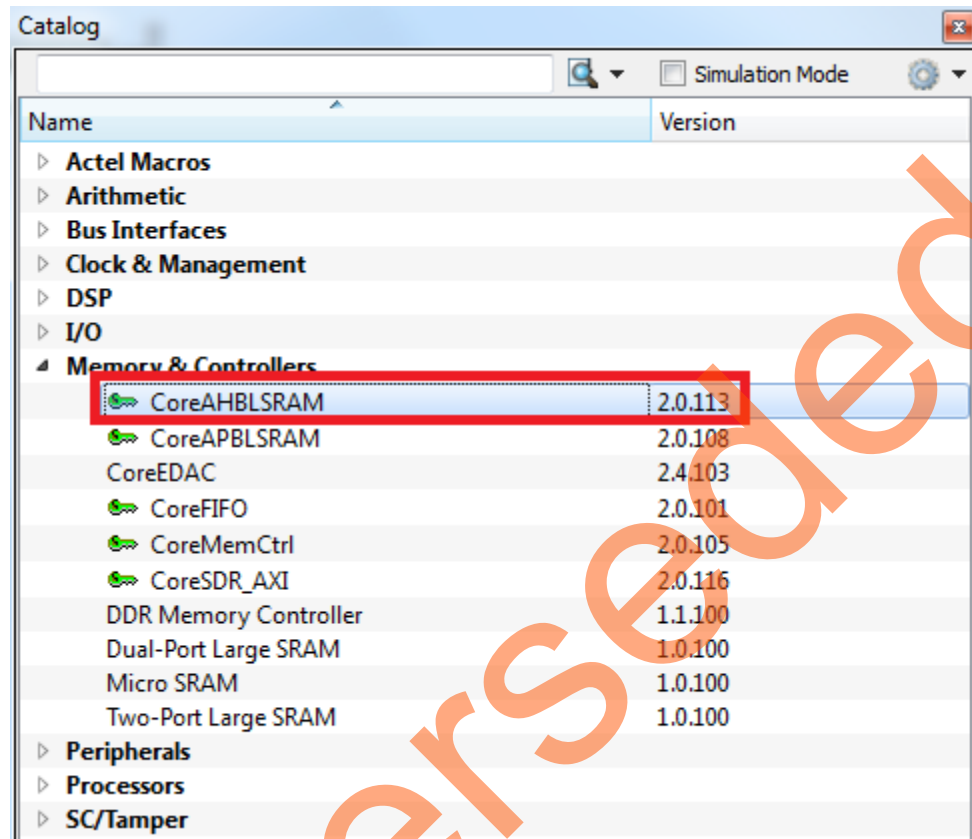 Catalog
Simulation Mode
Name Version
Actel Macros
Arithmetic
Bus Interfaces
Clock & Management
DSP
I/O
Memory & Controllers
CoreAHBLSRAM 2.0.113
CoreAPBLSRAM 2.0.108
CoreEDAC 2.4.103
CoreFIFO 2.0.101
CoreMemCtrl 2.0.105
CoreSDR_AXI 2.0.116
DDR Memory Controller 1.1.100
Dual-Port Large SRAM 1.0.100
Micro SRAM 1.0.100
Two-Port Large SRAM 1.0.100
Peripherals
Processors
SC/Tamper
erseded